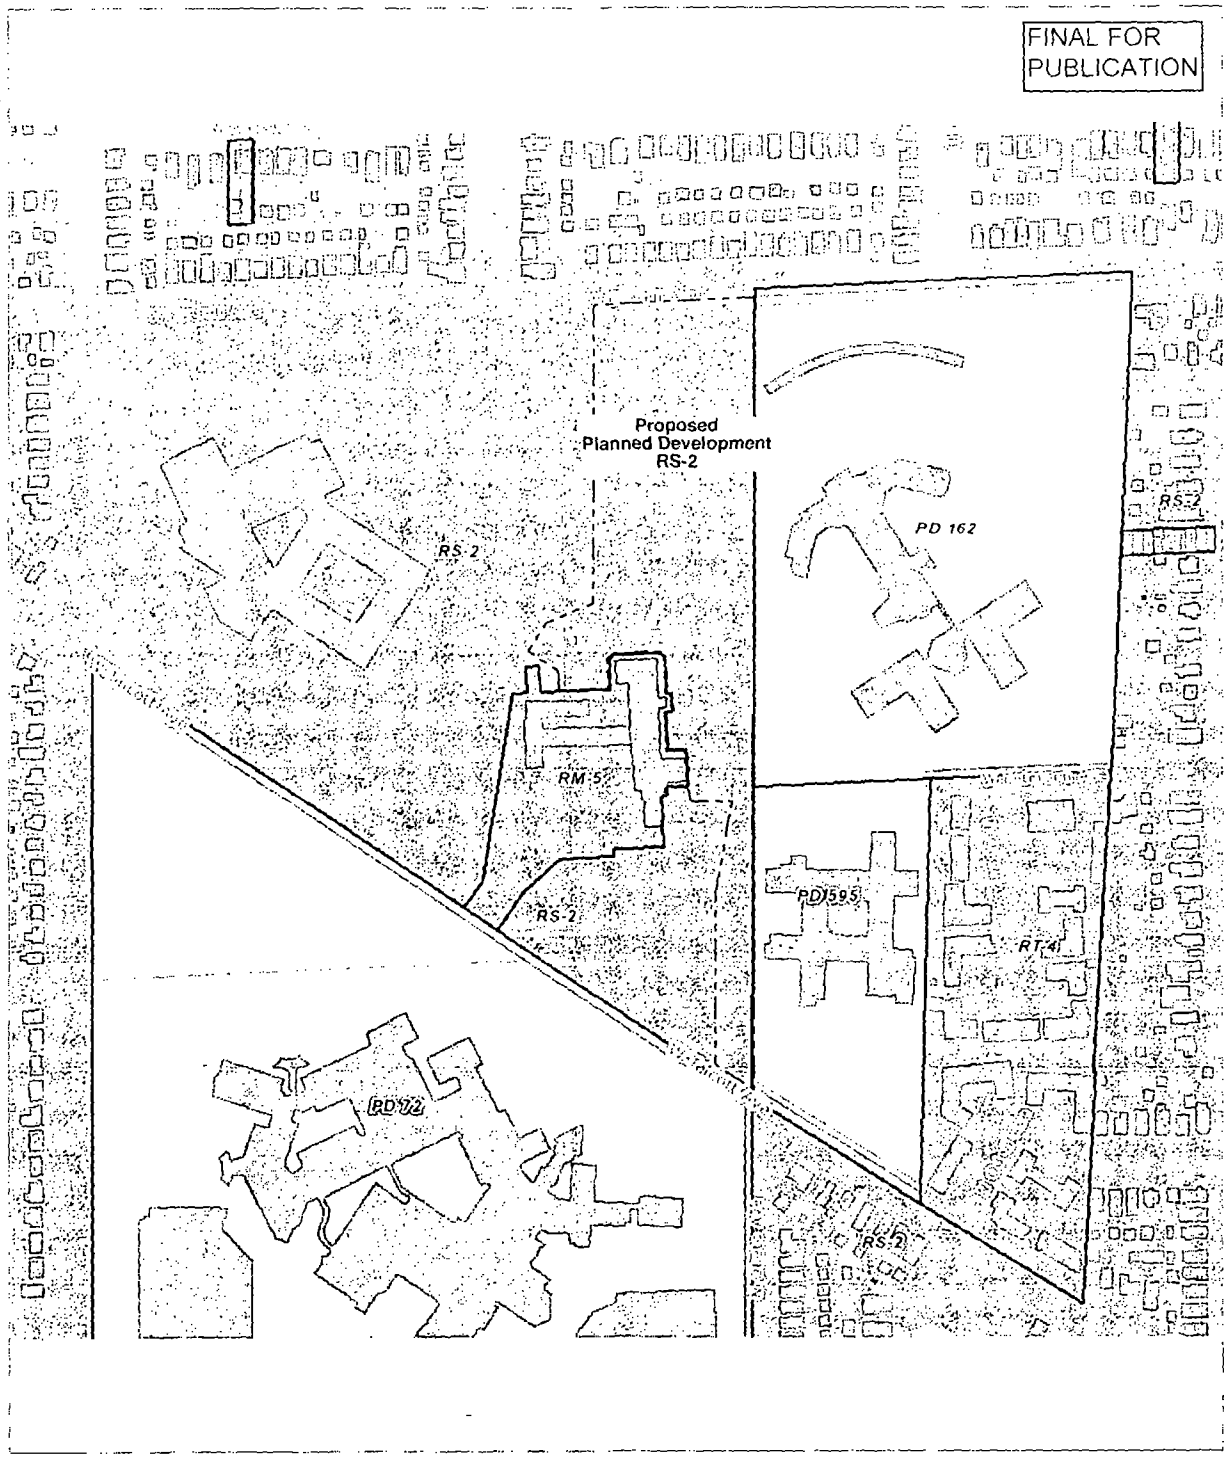 FINAL FOR
PUBLICATION
Proposed
Planned Development
RS-2
RS-2
PD 162
RS-2
RM-5
PD 595
RS-2
RT-4
PD 72
RS-2